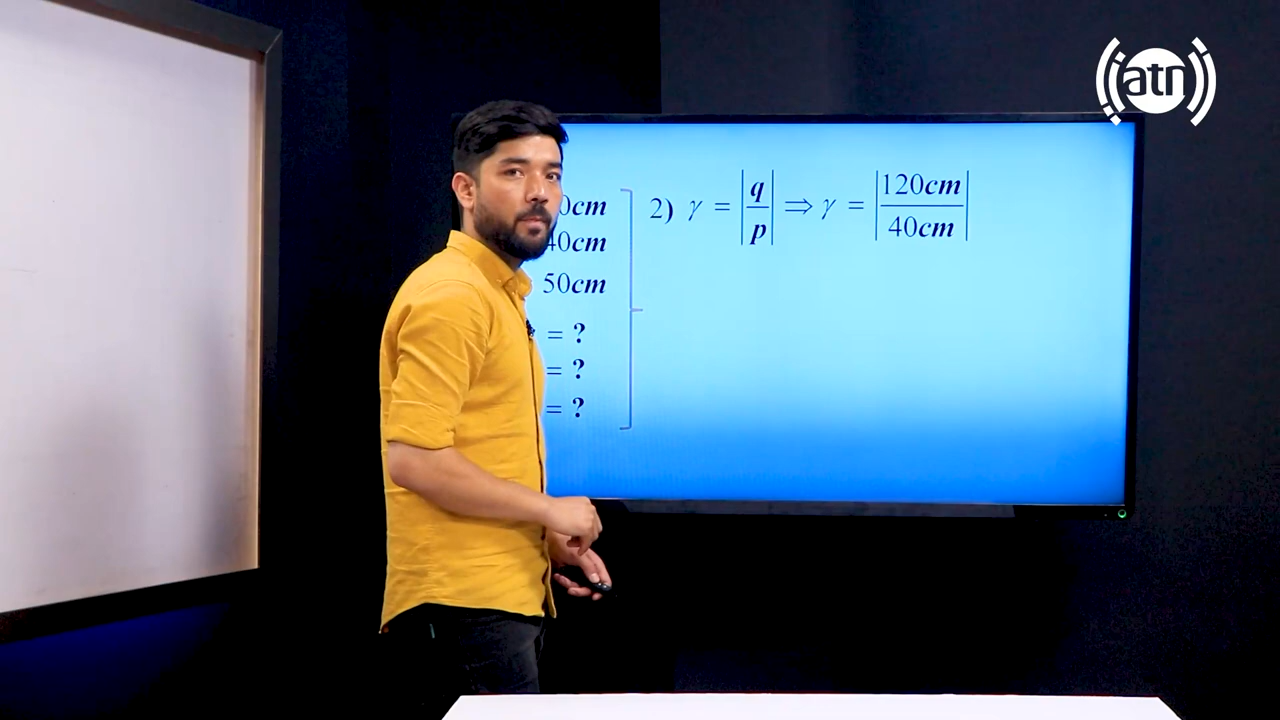 atn
0cm
40cm
50cm
= ?
= ?
= ?
2) γ = |q/p| ⇒ γ = |120cm/40cm|